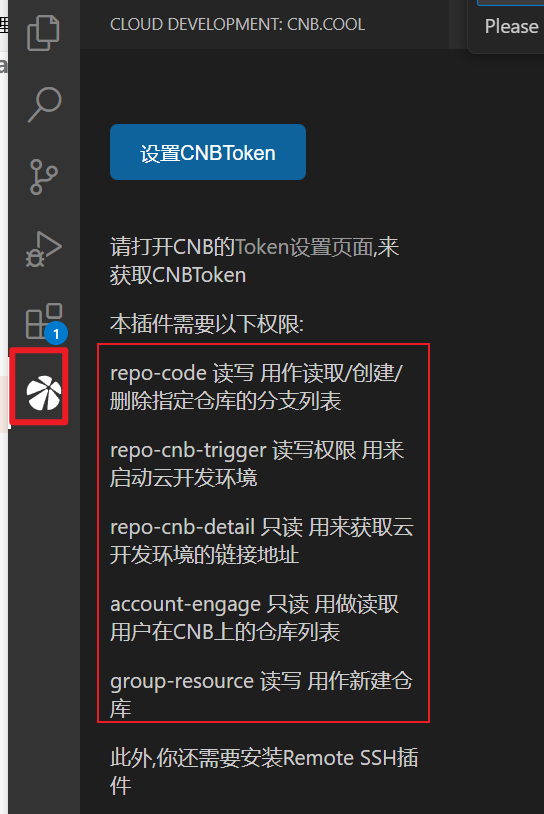 CLOUD DEVELOPMENT: CNB.COOL
Please
设置CNBToken
请打开CNB的Token设置页面,来
获取CNBToken
本插件需要以下权限:
repo-code 读写 用作读取/创建/
删除指定仓库的分支列表
repo-cnb-trigger 读写权限 用来
启动云开发环境
repo-cnb-detail 只读 用来获取云
开发环境的链接地址
account-engage 只读 用做读取
用户在CNB上的仓库列表
group-resource 读写 用作新建仓
库
此外,你还需要安装Remote SSH插
件
1